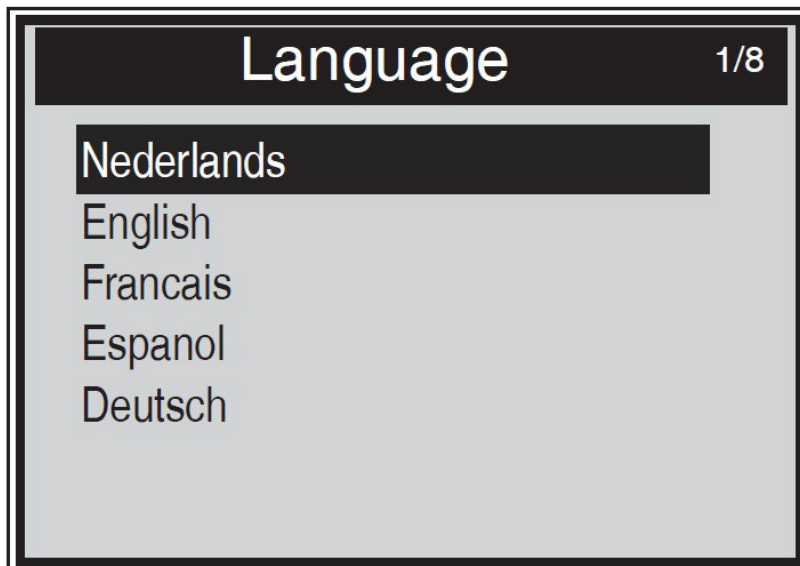 Language 1/8
Nederlands
English
Francais
Espanol
Deutsch